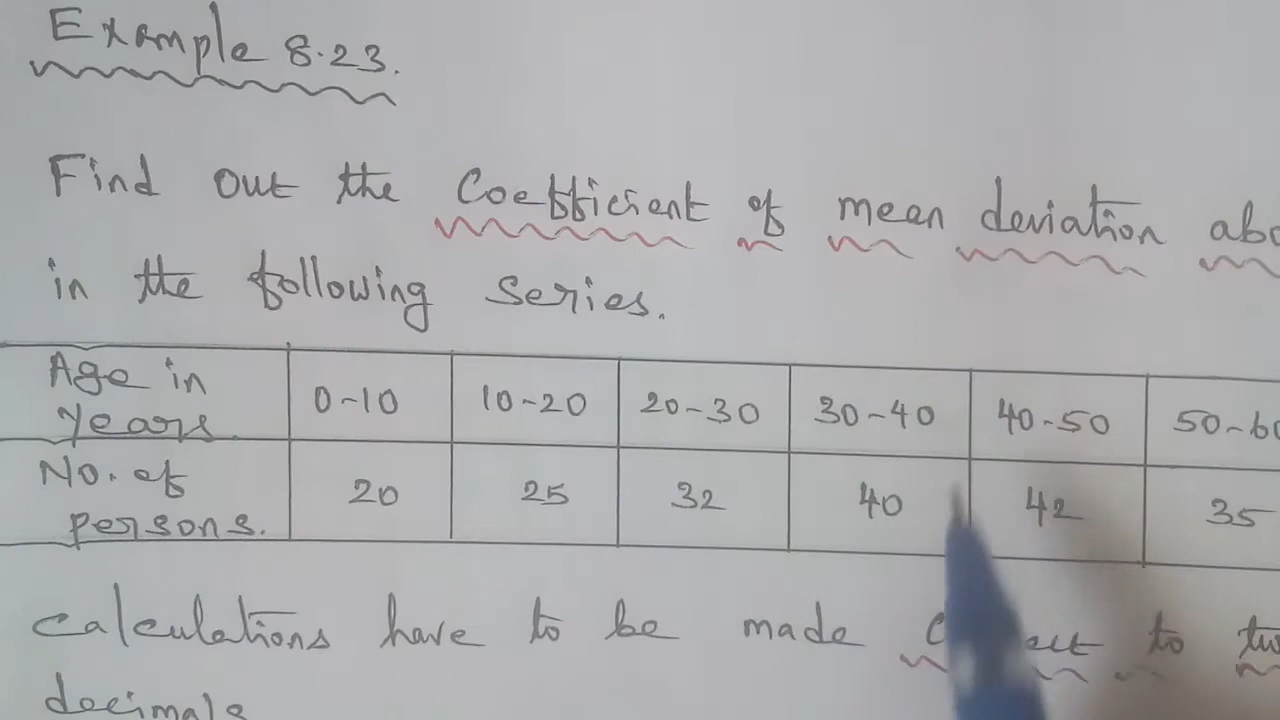 Example 8.23.
Find out the Coefficient of mean deviation
in the following series.
Age in years 0-10 10-20 20-30 30-40 40-50
No. of persons. 20 25 32 40 42 35
Calculations have to be made to
decimals